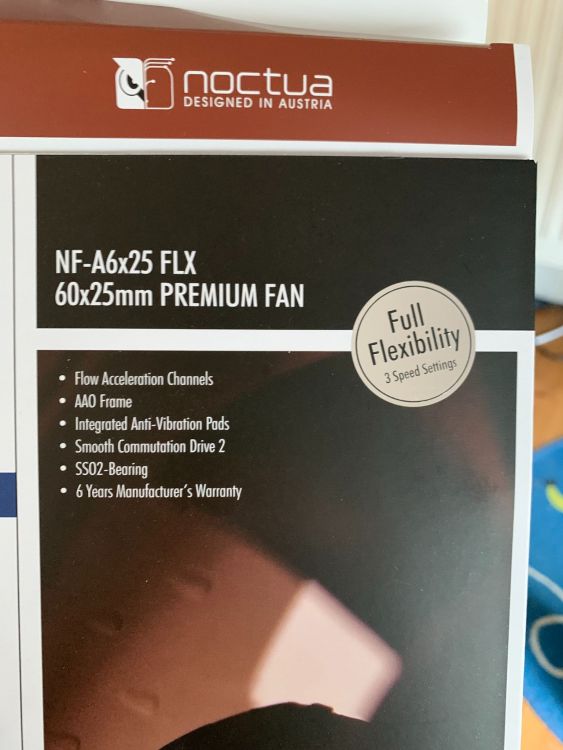 noctua
DESIGNED IN AUSTRIA
NF-A6x25 FLX
60x25mm PREMIUM FAN
Full
Flexibility
3 Speed Settings
• Flow Acceleration Channels
• AAO Frame
• Integrated Anti-Vibration Pads
• Smooth Commutation Drive 2
• SSO2-Bearing
• 6 Years Manufacturer's Warranty